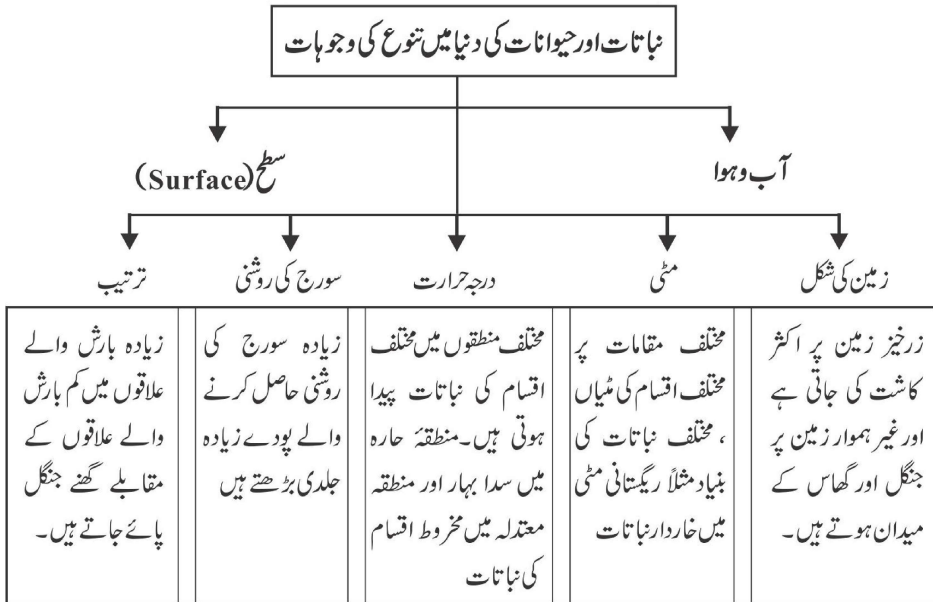 نباتات اور حیوانات کی دنیا میں تنوع کی وجوہات
آب و ہوا
سطح (Surface)
زمین کی شکل
مٹی
درجہ حرارت
سورج کی روشنی
ترتیب
زرخیز زمین پر اکثر
کاشت کی جاتی ہے
اور غیر ہموار زمین پر
جنگل اور گھاس کے
میدان ہوتے ہیں۔
مختلف مقامات پر
مختلف اقسام کی مٹیاں
، مختلف نباتات کی
بنیاد مثلاً ریگستانی مٹی
میں خاردار نباتات
مختلف منطقوں میں مختلف
اقسام کی نباتات پیدا
ہوتی ہیں۔ منطقۂ حارہ
میں سدا بہار اور منطقہ
معتدلہ میں مخروط اقسام
کی نباتات
زیادہ سورج کی
روشنی حاصل کرنے
والے پودے زیادہ
جلدی بڑھتے ہیں
زیادہ بارش والے
علاقوں میں کم بارش
والے علاقوں کے
مقابلے گھنے جنگل
پائے جاتے ہیں۔